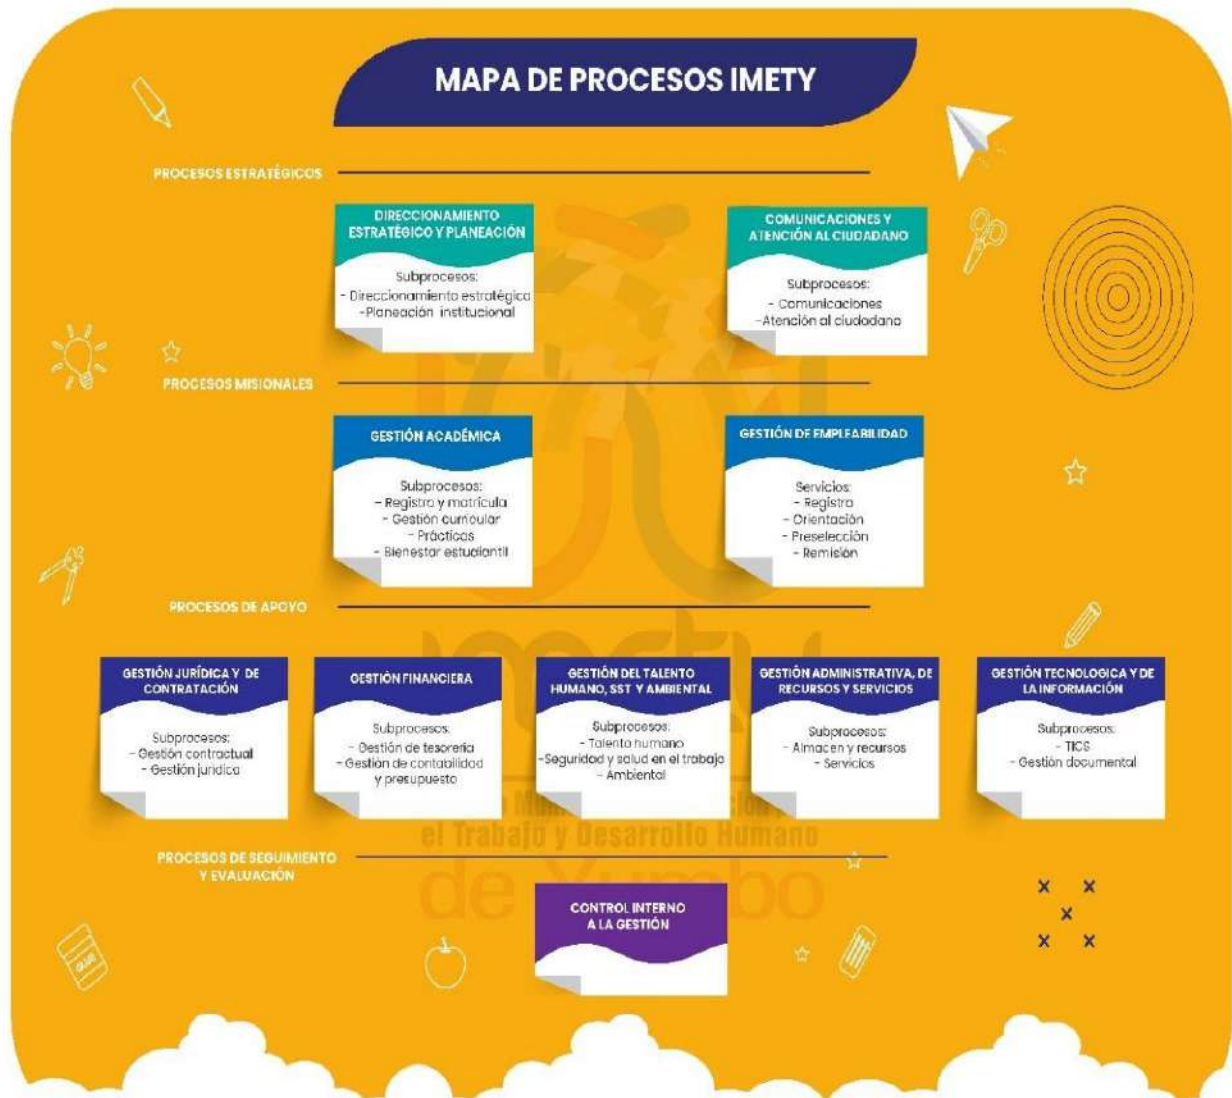 MAPA DE PROCESOS IMETY
PROCESOS ESTRATÉGICOS
DIRECCIONAMIENTO
ESTRATÉGICO Y PLANEACIÓN
Subprocesos:
- Direccionamiento estratégico
-Planeación institucional
COMUNICACIONES Y
ATENCIÓN AL CIUDADANO
Subprocesos:
- Comunicaciones
-Atención al ciudadano
PROCESOS MISIONALES
GESTIÓN ACADÉMICA
Subprocesos:
- Registro y matrícula
- Gestión curricular
- Prácticas
- Bienestar estudiantil
GESTIÓN DE EMPLEABILIDAD
Servicios:
- Registro
- Orientación
- Preselección
- Remisión
PROCESOS DE APOYO
imety
GESTIÓN JURÍDICA Y DE
CONTRATACIÓN
Subprocesos:
- Gestión contractual
- Gestión jurídica
GESTIÓN FINANCIERA
Subprocesos:
- Gestión de tesorería
- Gestión de contabilidad
y presupuesto
GESTIÓN DEL TALENTO
HUMANO, SST Y AMBIENTAL
Subprocesos:
- Talento humano
-Seguridad y salud en el trabajo
- Ambiental
GESTIÓN ADMINISTRATIVA, DE
RECURSOS Y SERVICIOS
Subprocesos:
- Almacen y recursos
- Servicios
GESTIÓN TECNOLOGICA Y DE
LA INFORMACIÓN
Subprocesos:
- TICS
- Gestión documental
el Trabajo y Desarrollo Humano
de Yumbo
PROCESOS DE SEGUIMIENTO
Y EVALUACIÓN
CONTROL INTERNO
A LA GESTIÓN
GLUE